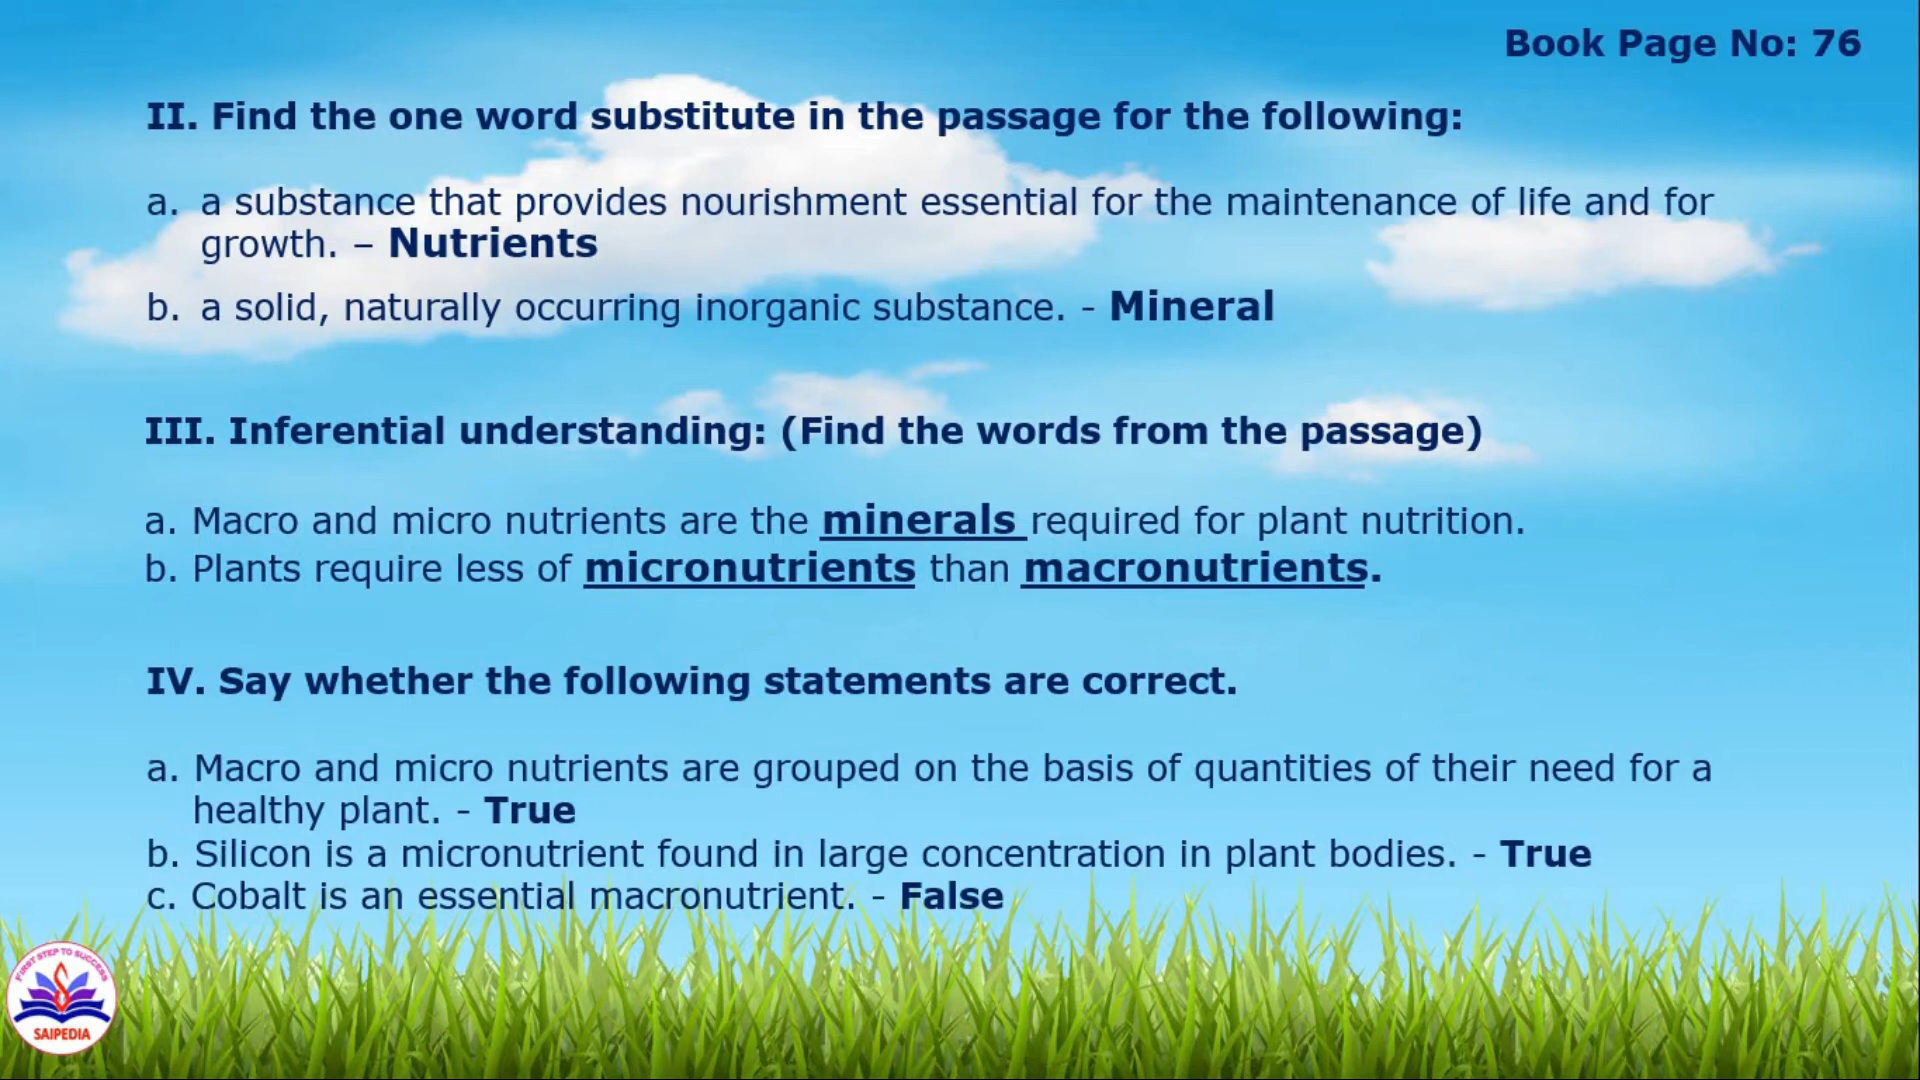 Book Page No: 76
II. Find the one word substitute in the passage for the following:
a. a substance that provides nourishment essential for the maintenance of life and for
growth. – Nutrients
b. a solid, naturally occurring inorganic substance. - Mineral
III. Inferential understanding: (Find the words from the passage)
a. Macro and micro nutrients are the minerals required for plant nutrition.
b. Plants require less of micronutrients than macronutrients.
IV. Say whether the following statements are correct.
a. Macro and micro nutrients are grouped on the basis of quantities of their need for a
healthy plant. - True
b. Silicon is a micronutrient found in large concentration in plant bodies. - True
c. Cobalt is an essential macronutrient. - False
FIRST STEP TO SUCCESS
SAIPEDIA